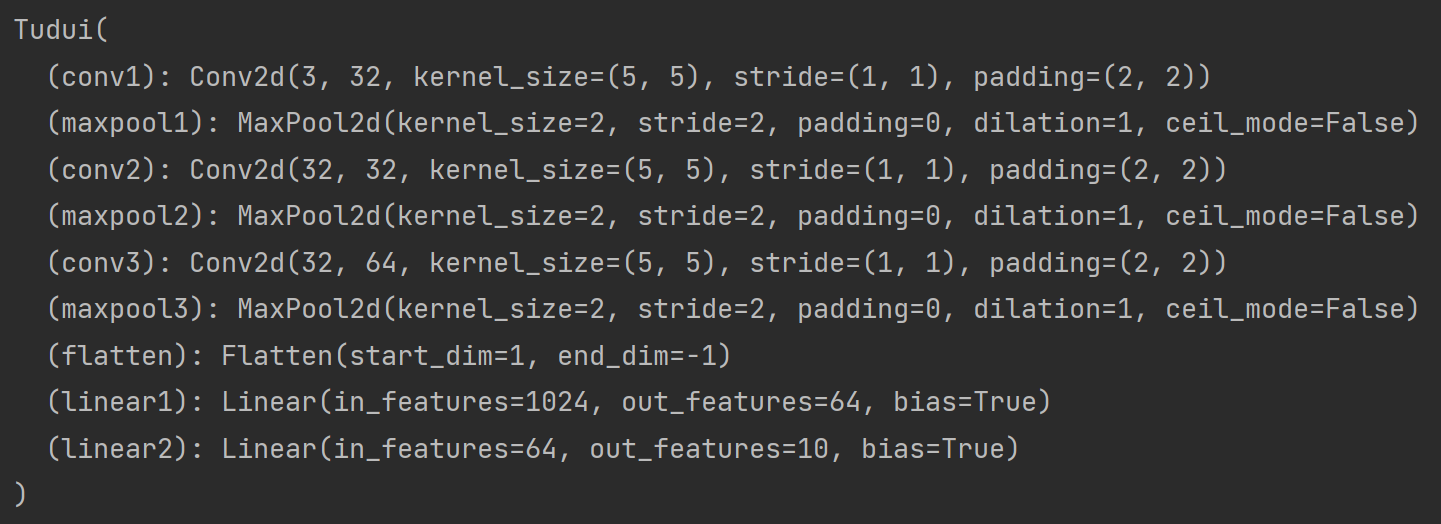 Tudui(
  (conv1): Conv2d(3, 32, kernel_size=(5, 5), stride=(1, 1), padding=(2, 2))
  (maxpool1): MaxPool2d(kernel_size=2, stride=2, padding=0, dilation=1, ceil_mode=False)
  (conv2): Conv2d(32, 32, kernel_size=(5, 5), stride=(1, 1), padding=(2, 2))
  (maxpool2): MaxPool2d(kernel_size=2, stride=2, padding=0, dilation=1, ceil_mode=False)
  (conv3): Conv2d(32, 64, kernel_size=(5, 5), stride=(1, 1), padding=(2, 2))
  (maxpool3): MaxPool2d(kernel_size=2, stride=2, padding=0, dilation=1, ceil_mode=False)
  (flatten): Flatten(start_dim=1, end_dim=-1)
  (linear1): Linear(in_features=1024, out_features=64, bias=True)
  (linear2): Linear(in_features=64, out_features=10, bias=True)
)